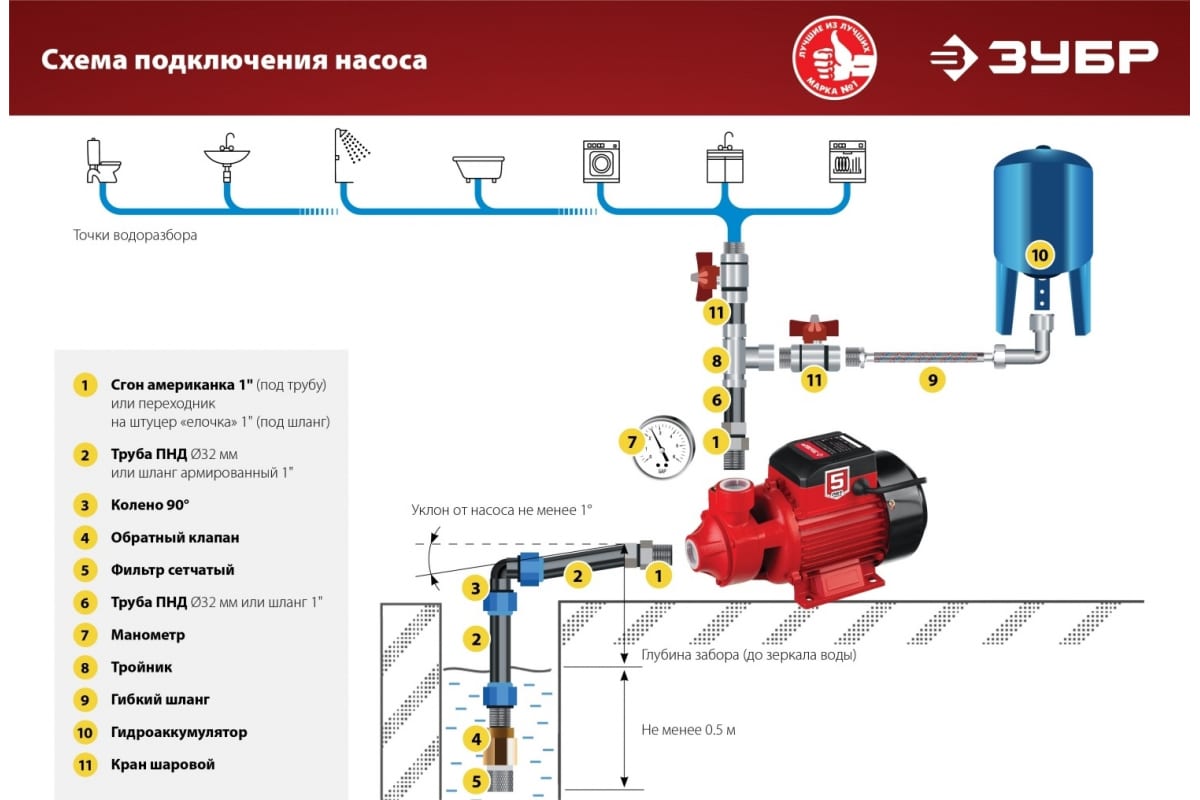 Схема подключения насоса
ЛУЧШИЕ ИЗ ЛУЧШИХ
МАРКА №1
ЗУБР
Точки водоразбора
10
11
8
11
9
6
7
1
5
1 Сгон американка 1" (под трубу)
или переходник
на штуцер «елочка» 1" (под шланг)
2 Труба ПНД Ø32 мм
или шланг армированный 1"
3 Колено 90°
4 Обратный клапан
5 Фильтр сетчатый
6 Труба ПНД Ø32 мм или шланг 1"
7 Манометр
8 Тройник
9 Гибкий шланг
10 Гидроаккумулятор
11 Кран шаровой
Уклон от насоса не менее 1°
2
1
3
2
Глубина забора (до зеркала воды)
Не менее 0.5 м
4
5